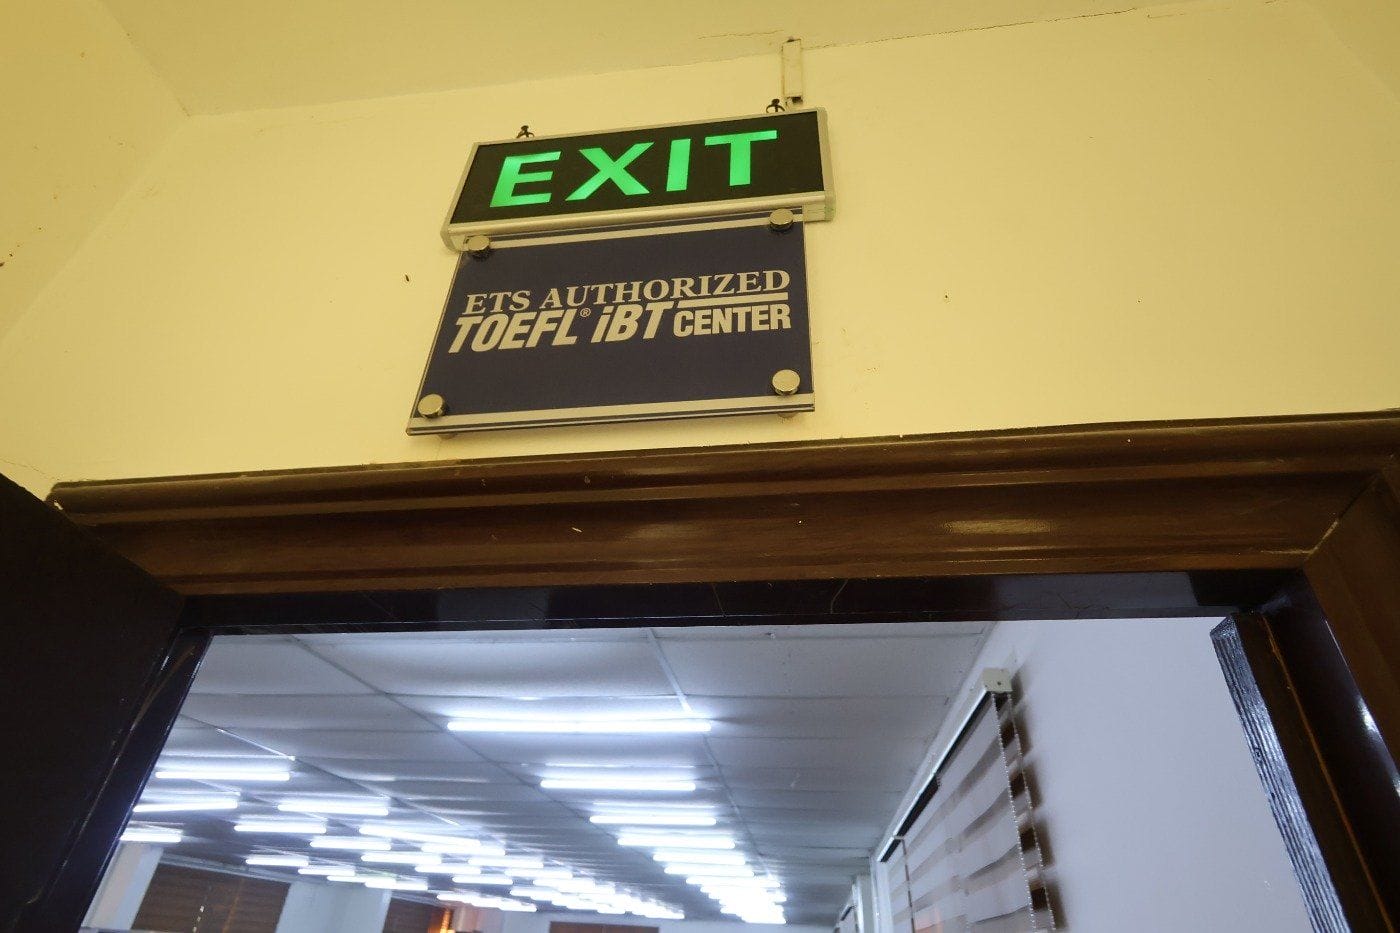 EXIT
ETS AUTHORIZED
TOEFL® iBT CENTER